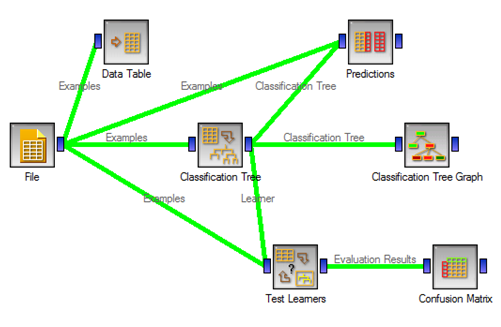 Data Table
Predictions
Examples
Examples
Classification Tree
Examples
Classification Tree
File
Classification Tree
Classification Tree Graph
Examples
Learner
?
Evaluation Results
Test Learners
Confusion Matrix